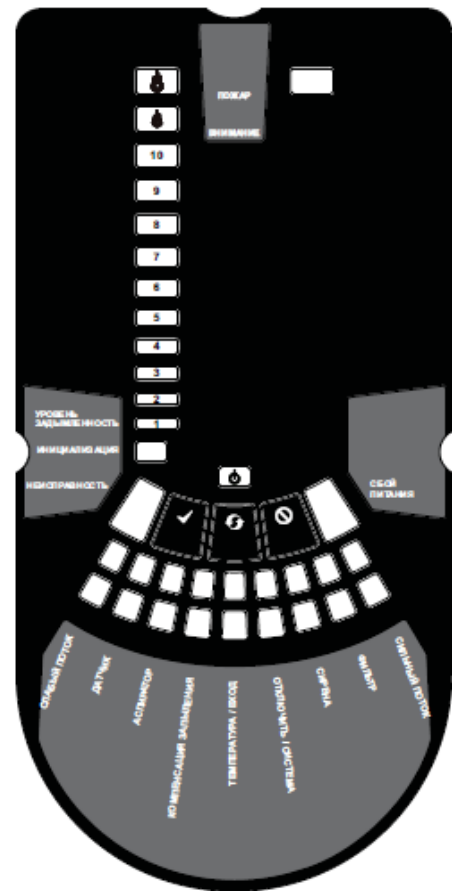 ПОЖАР
ВНИМАНИЕ
10
9
8
7
6
5
4
3
2
1
УРОВЕНЬ
ЗАДЫМЛЕННОСТЬ
ИНИЦИАЛИЗАЦИЯ
НЕИСПРАВНОСТЬ
СБОЙ
ПИТАНИЯ
СЛАБЫЙ ПОТОК
ДАТЧИК
АСПИРАТОР
КОМПЕНСАЦИЯ ЗАПЫЛЕНИЯ
ТЕМПЕРАТУРА / ВХОД
ОТКЛЮЧИТЬ / СИСТЕМА
СИРЕНА
ФИЛЬТР
СИЛЬНЫЙ ПОТОК